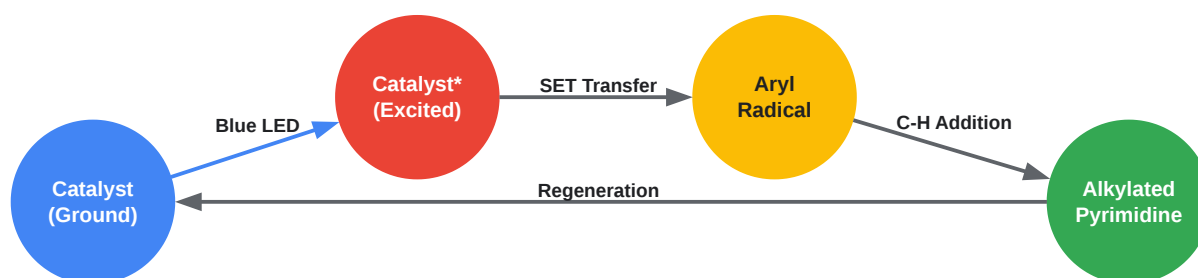 Catalyst
(Ground)
Blue LED
Catalyst*
(Excited)
SET Transfer
Aryl
Radical
C-H Addition
Alkylated
Pyrimidine
Regeneration